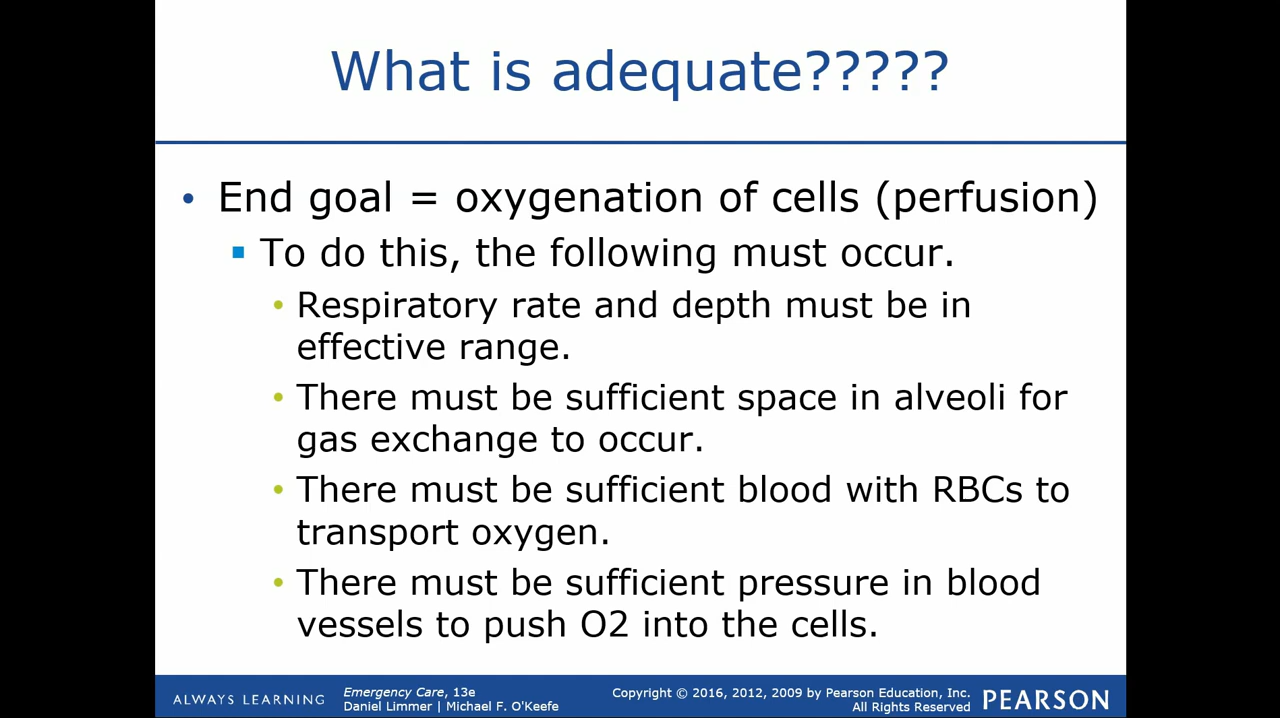 What is adequate?????
• End goal = oxygenation of cells (perfusion)
▪ To do this, the following must occur.
• Respiratory rate and depth must be in
effective range.
• There must be sufficient space in alveoli for
gas exchange to occur.
• There must be sufficient blood with RBCs to
transport oxygen.
• There must be sufficient pressure in blood
vessels to push O2 into the cells.
ALWAYS LEARNING
Emergency Care, 13e
Daniel Limmer | Michael F. O'Keefe
Copyright © 2016, 2012, 2009 by Pearson Education, Inc.
All Rights Reserved
PEARSON